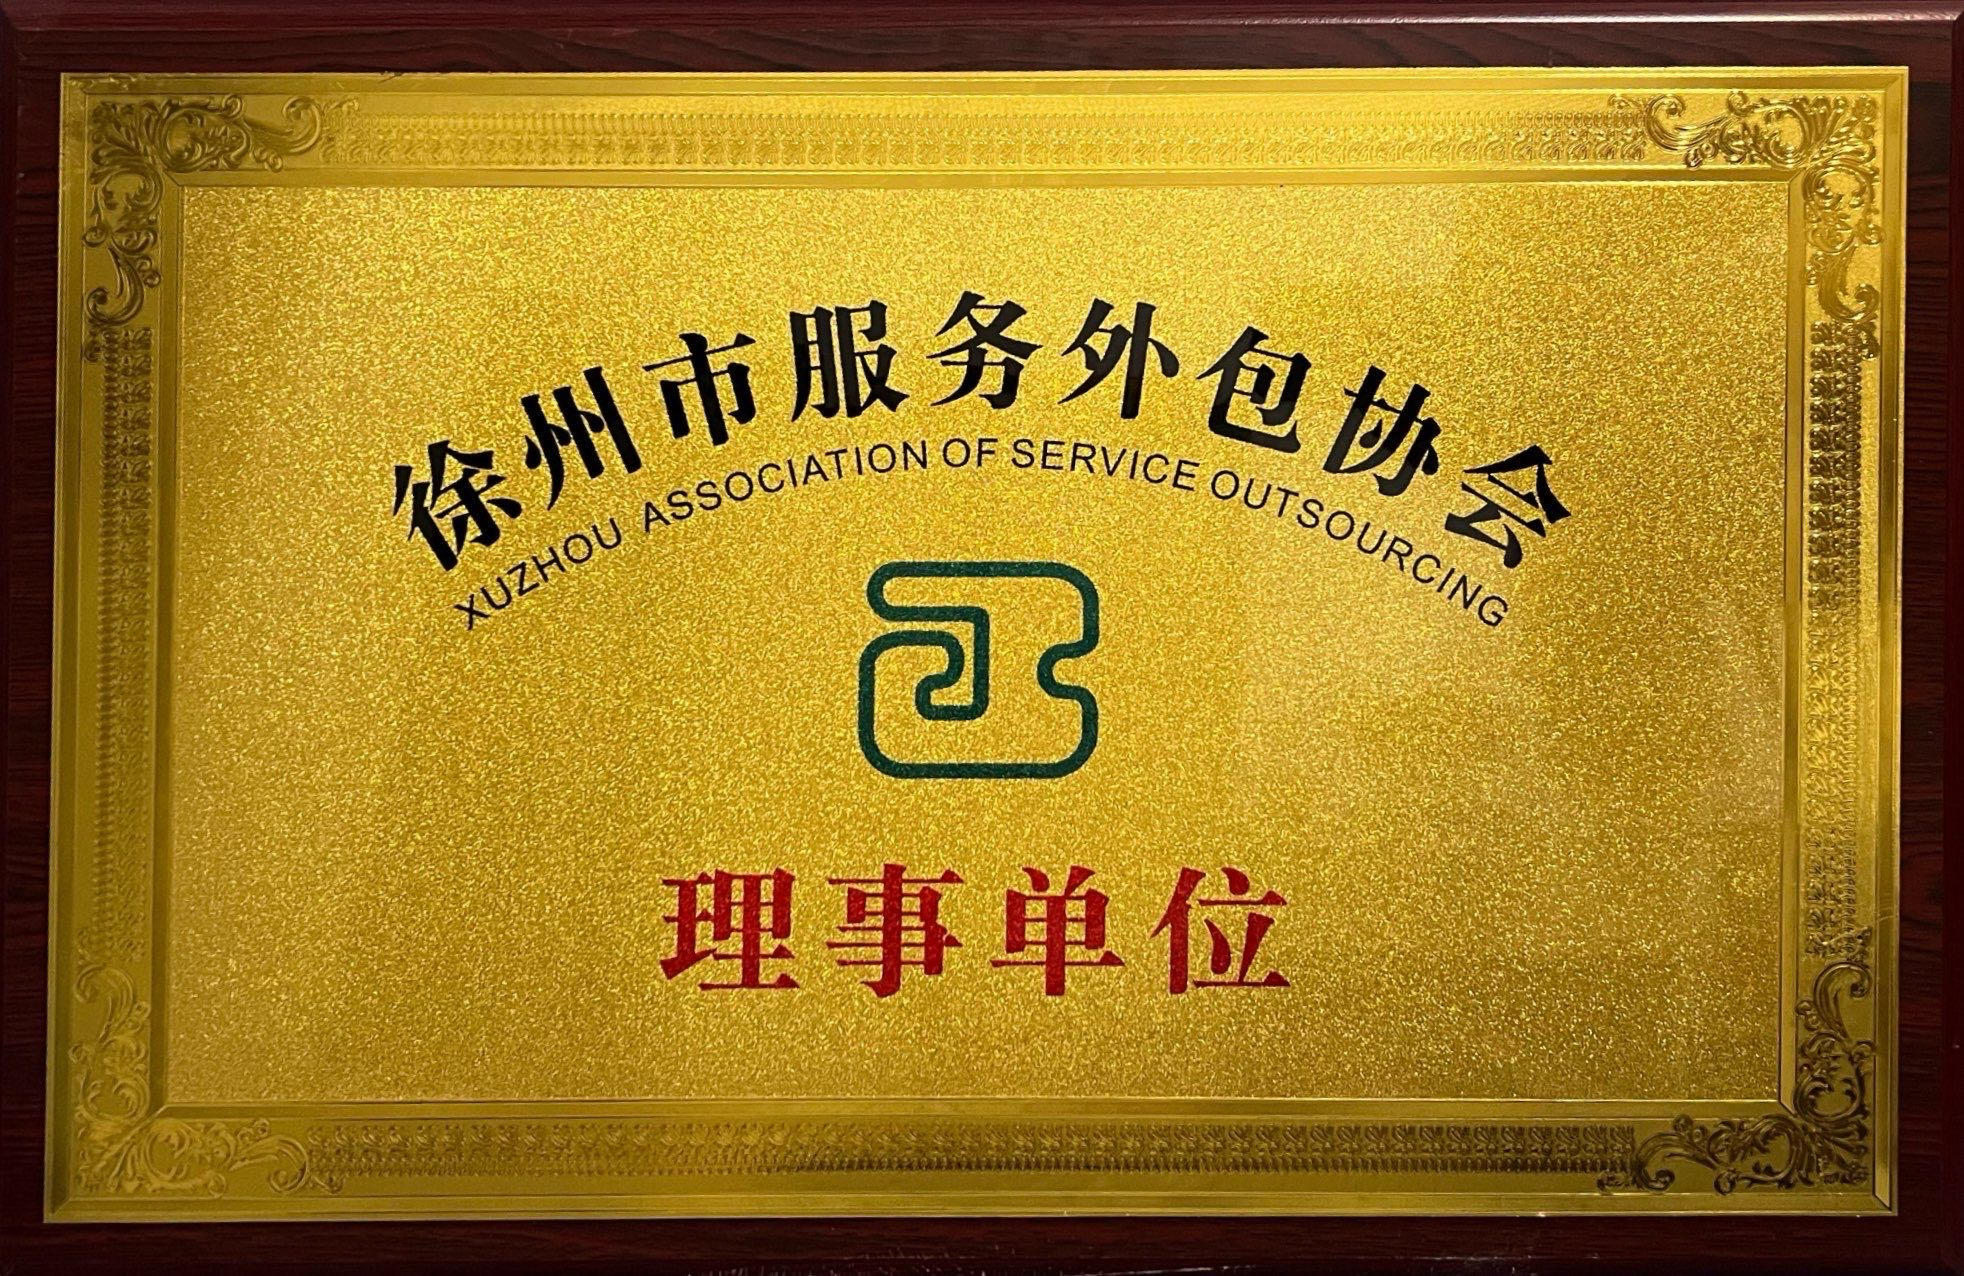 徐州市服务外包协会
XUZHOU ASSOCIATION OF SERVICE OUTSOURCING
理事单位